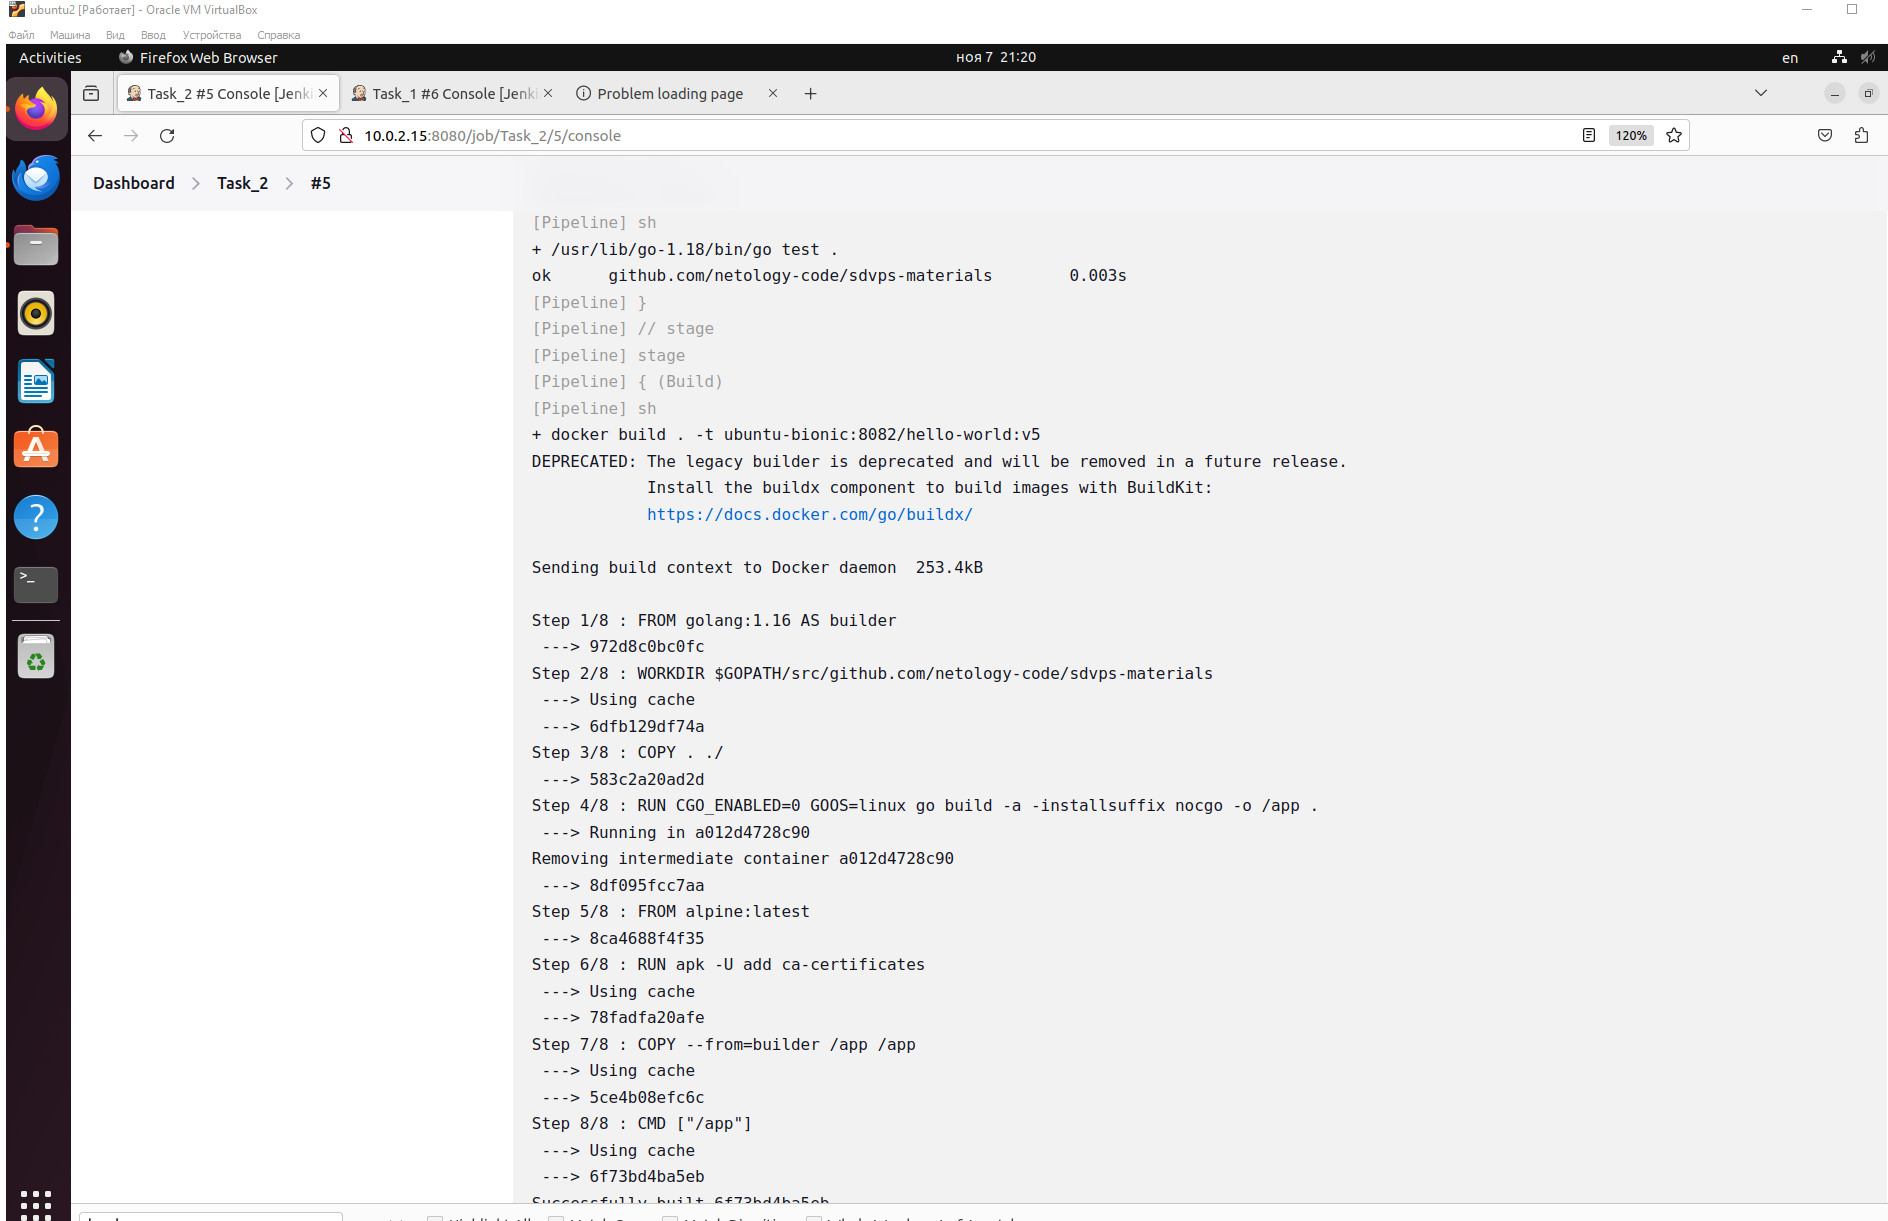 ubuntu2 [Работает] - Oracle VM VirtualBox
Файл Машина Вид Ввод Устройства Справка
Activities Firefox Web Browser ноя 7 21:20 en
Task_2 #5 Console [Jenki Task_1 #6 Console [Jenki Problem loading page
10.0.2.15:8080/job/Task_2/5/console 120%
Dashboard Task_2 #5
[Pipeline] sh
+ /usr/lib/go-1.18/bin/go test .
ok github.com/netology-code/sdvps-materials 0.003s
[Pipeline] }
[Pipeline] // stage
[Pipeline] stage
[Pipeline] { (Build)
[Pipeline] sh
+ docker build . -t ubuntu-bionic:8082/hello-world:v5
DEPRECATED: The legacy builder is deprecated and will be removed in a future release.
Install the buildx component to build images with BuildKit:
https://docs.docker.com/go/buildx/
Sending build context to Docker daemon 253.4kB
Step 1/8 : FROM golang:1.16 AS builder
---> 972d8c0bc0fc
Step 2/8 : WORKDIR $GOPATH/src/github.com/netology-code/sdvps-materials
---> Using cache
---> 6dfb129df74a
Step 3/8 : COPY . ./
---> 583c2a20ad2d
Step 4/8 : RUN CGO_ENABLED=0 GOOS=linux go build -a -installsuffix nocgo -o /app .
---> Running in a012d4728c90
Removing intermediate container a012d4728c90
---> 8df095fcc7aa
Step 5/8 : FROM alpine:latest
---> 8ca4688f4f35
Step 6/8 : RUN apk -U add ca-certificates
---> Using cache
---> 78fadfa20afe
Step 7/8 : COPY --from=builder /app /app
---> Using cache
---> 5ce4b08efc6c
Step 8/8 : CMD ["/app"]
---> Using cache
---> 6f73bd4ba5eb
Successfully built 6f73bd4ba5eb